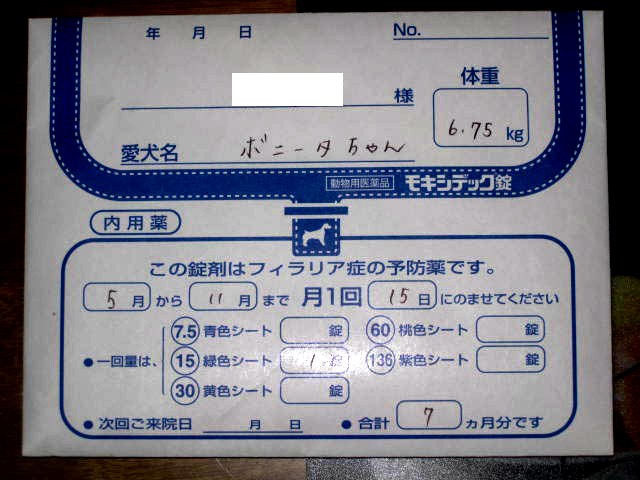 年 月 日 No.
様
体重
6.75 kg
愛犬名 ボニータちゃん
動物用医薬品 モキシデック錠
内用薬
この錠剤はフィラリア症の予防薬です。
5月から 11月まで 月1回 15日にのませてください
7.5 青色シート 錠 60 桃色シート 錠
●一回量は、 15 緑色シート 1錠 136 紫色シート 錠
30 黄色シート 錠
●次回ご来院日 月 日 ●合計 7 ヵ月分です